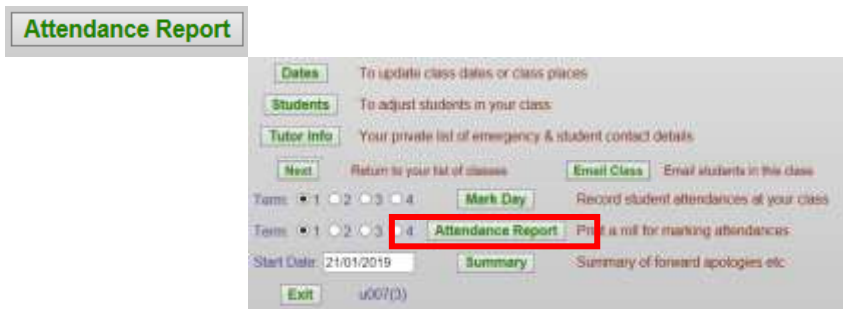 Attendance Report
Dates To update class dates or class places
Students To adjust students in your class
Tutor Info Your private list of emergency & student contact details
Next Return to your list of classes Email Class Email students in this class
Term: 1 2 3 4 Mark Day Record student attendances at your class
Term: 1 2 3 4 Attendance Report Print a roll for marking attendances
Start Date: 21/01/2019 Summary Summary of forward apologies etc
Exit u007(3)